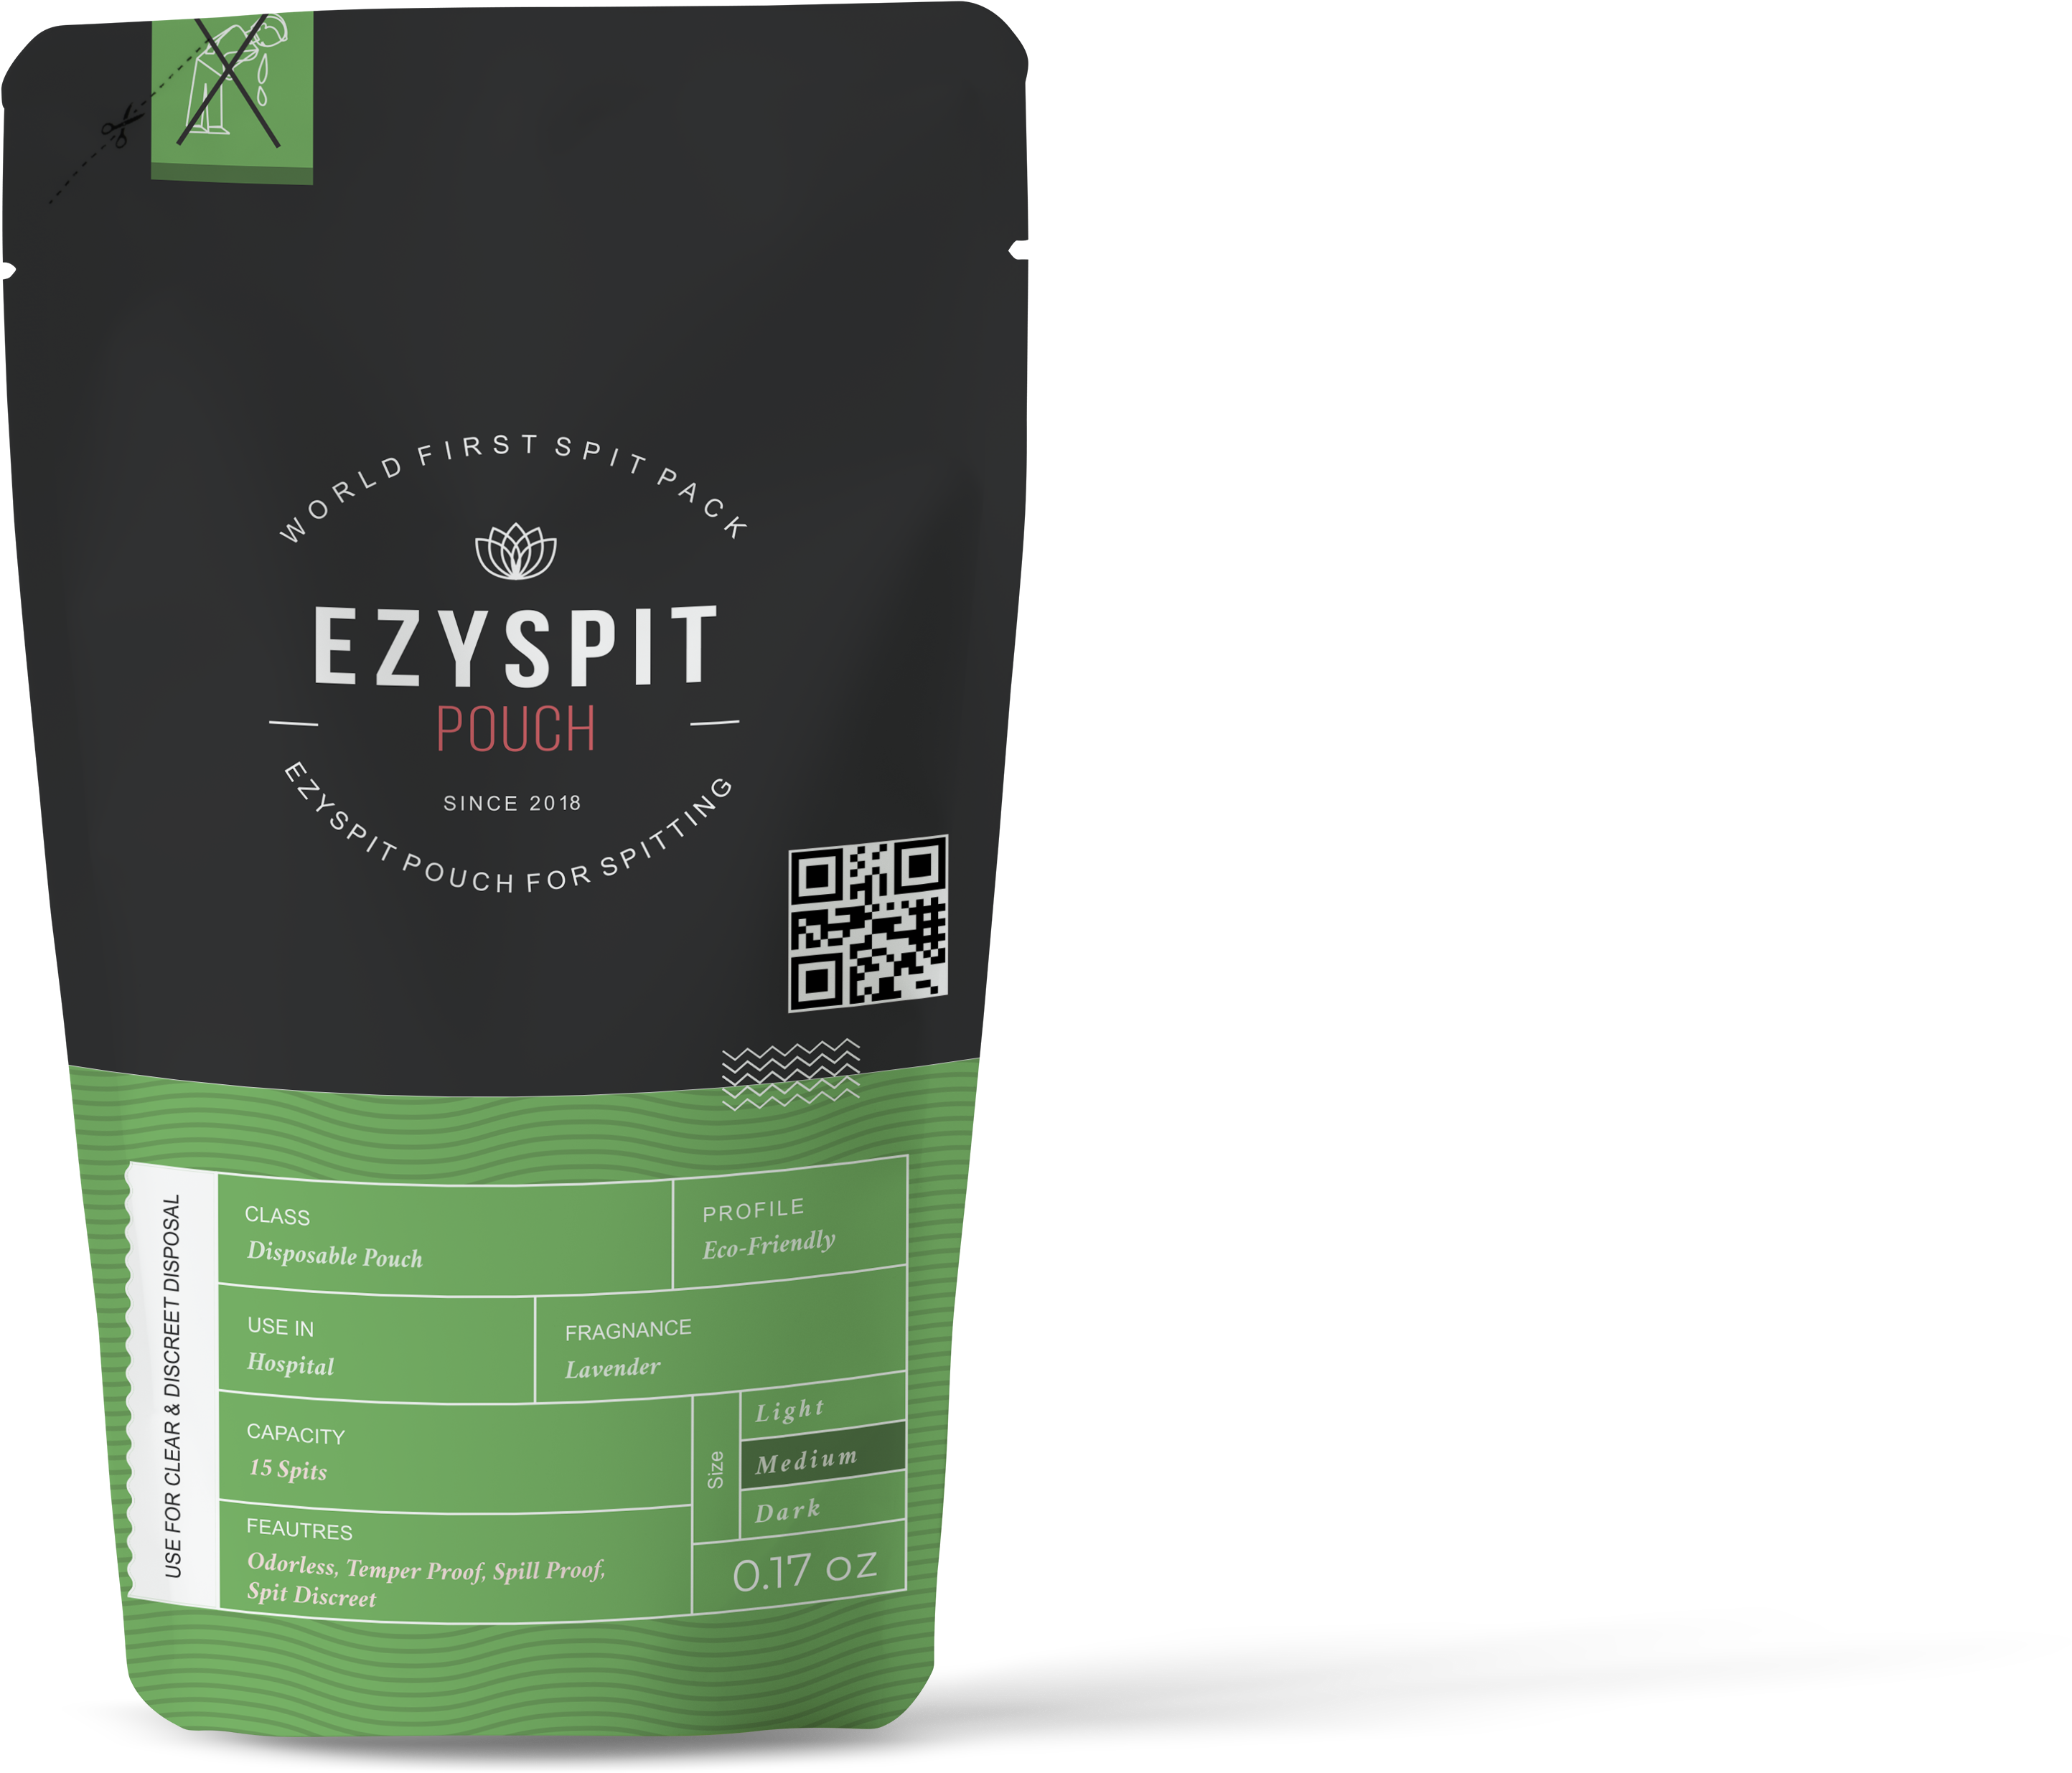 WORLD FIRST SPIT PACK
EZYSPIT
POUCH
SINCE 2018
EZYSPIT POUCH FOR SPITTING
USE FOR CLEAR & DISCREET DISPOSAL
CLASS
Disposable Pouch
PROFILE
Eco-Friendly
USE IN
Hospital
FRAGNANCE
Lavender
CAPACITY
15 Spits
Size
Light
Medium
Dark
FEAUTRES
Odorless, Temper Proof, Spill Proof,
Spit Discreet
0.17 oz